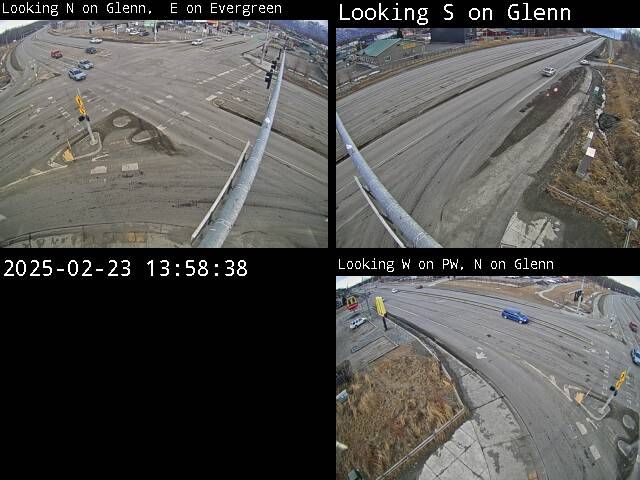 Looking N on Glenn, E on Evergreen
Looking S on Glenn
2025-02-23 13:58:38
Looking W on PW, N on Glenn